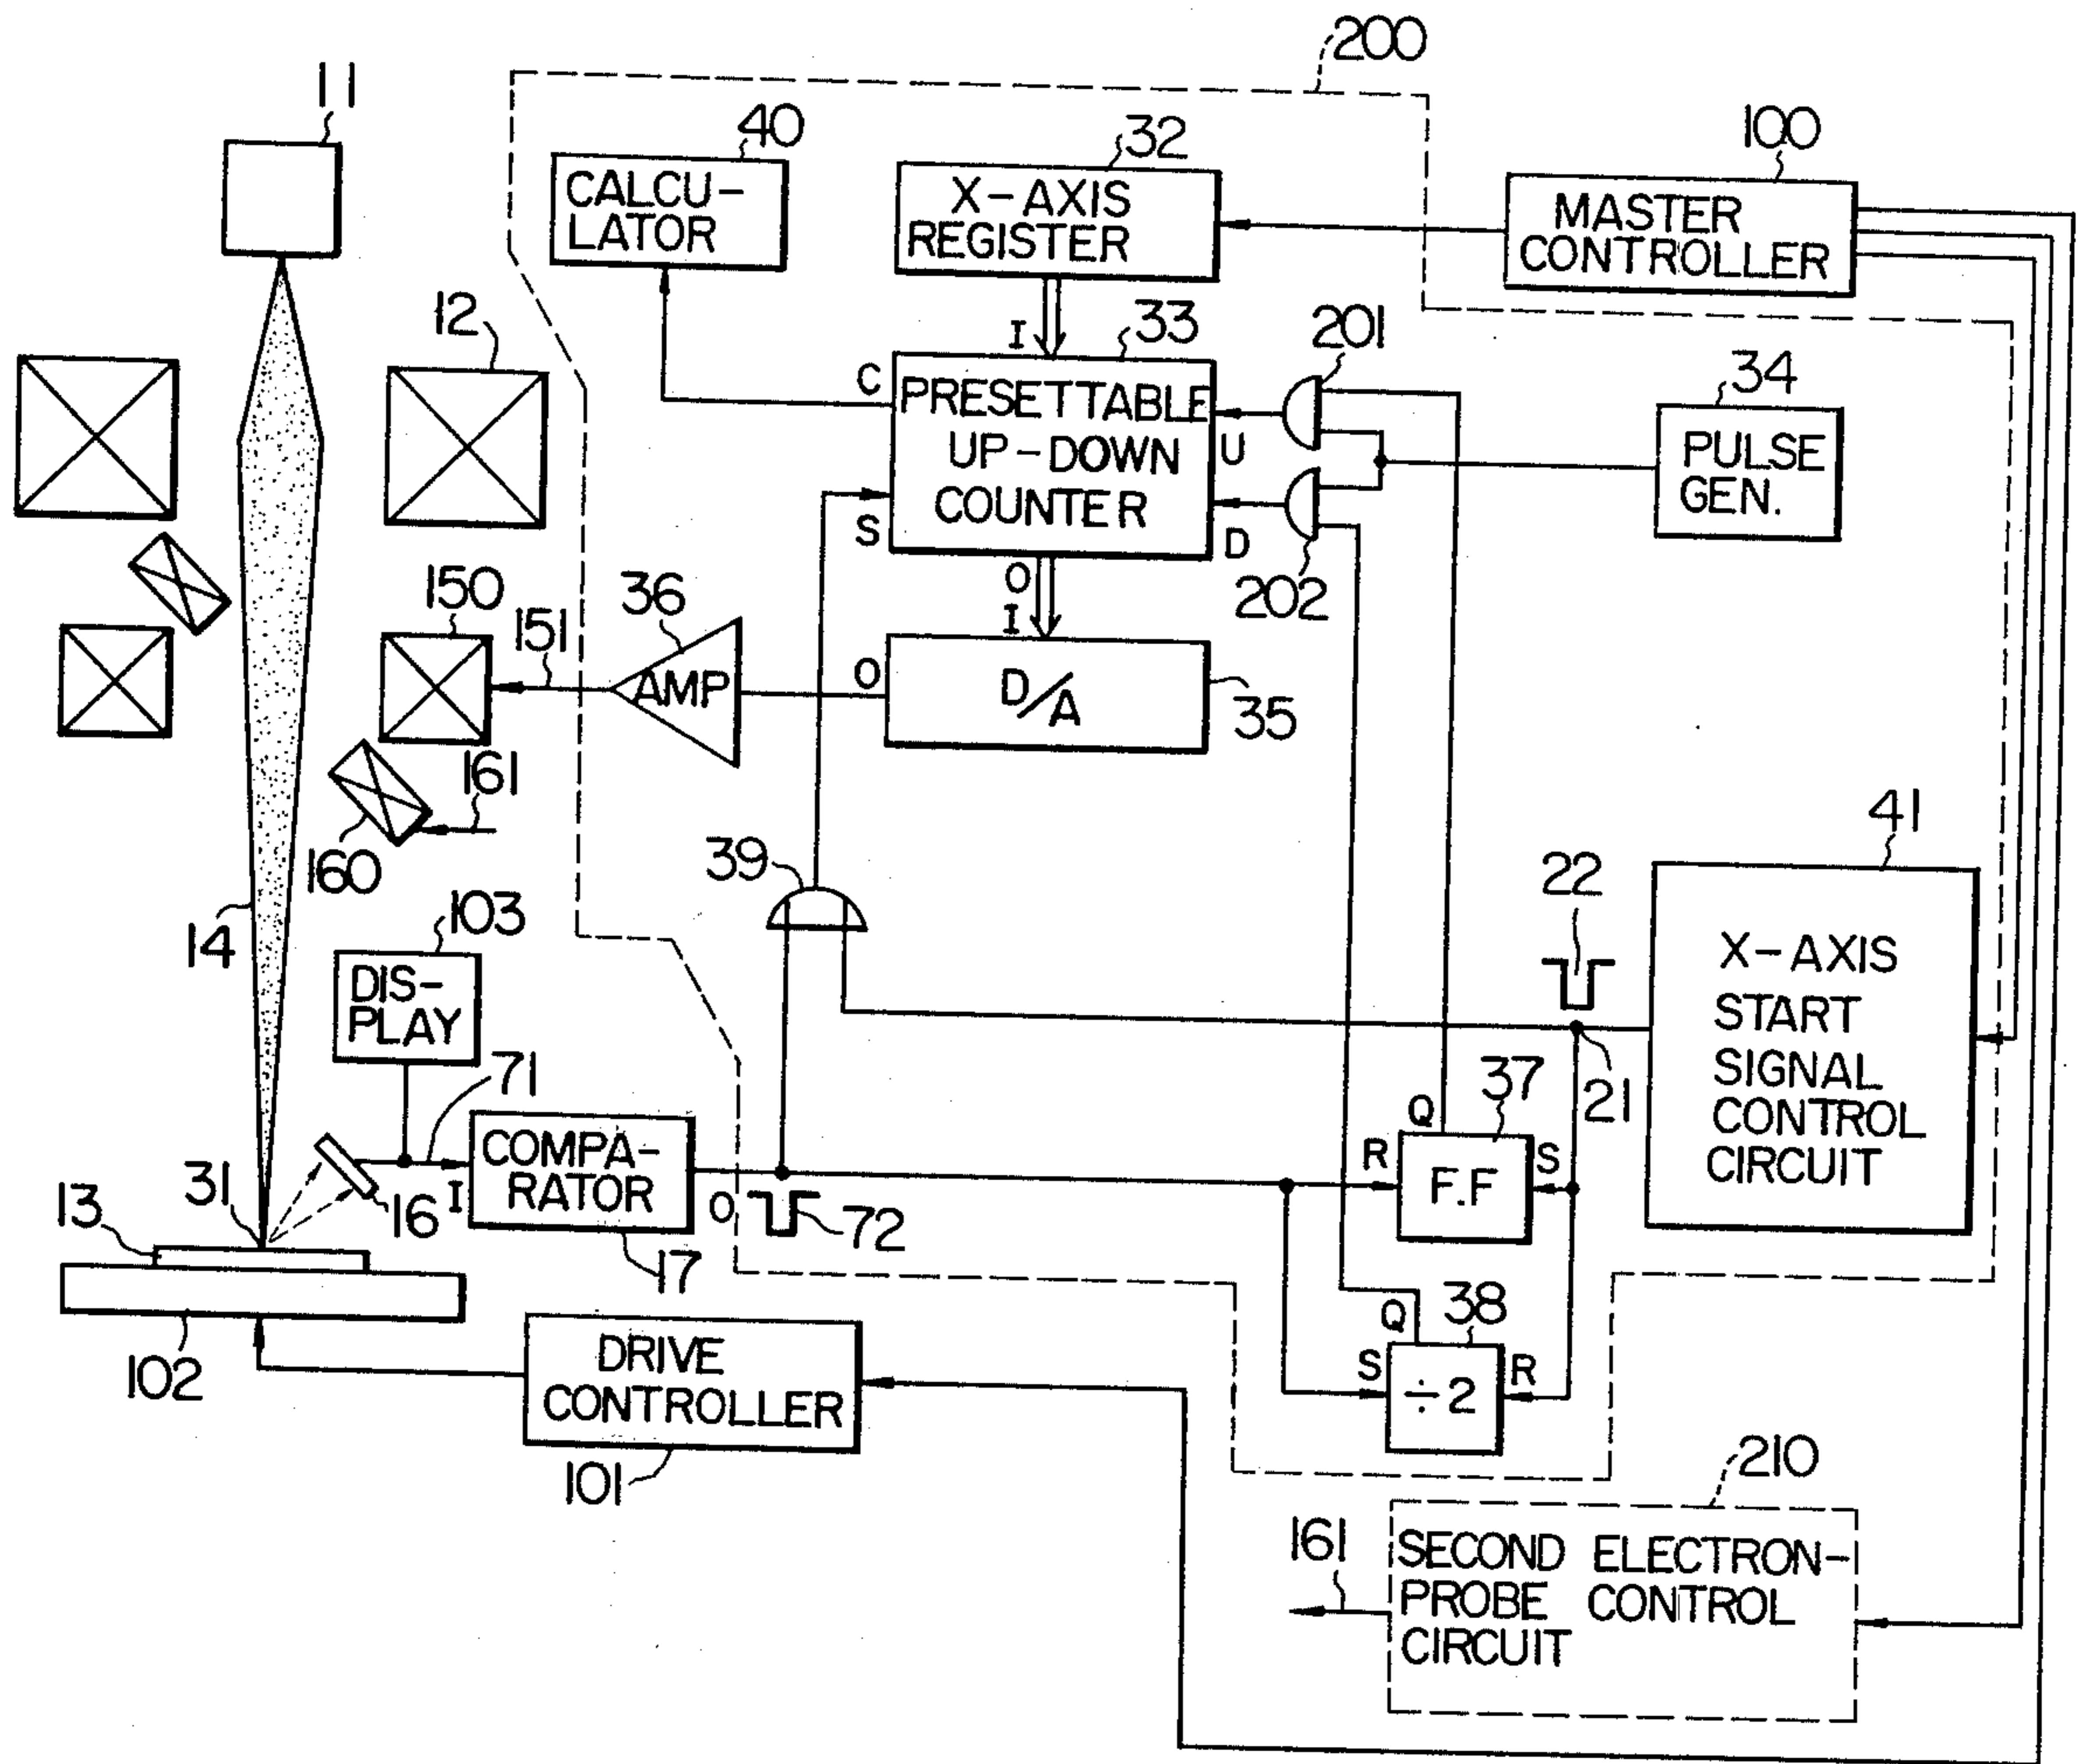 200
11
40
32
100
CALCU-
LATOR
X-AXIS
REGISTER
MASTER
CONTROLLER
12
I
33
201
34
C
PRESETTABLE
UP-DOWN
COUNTER
U
S
D
PULSE
GEN.
202
150
151
36
O
I
AMP
O
D/A
35
161
160
39
22
41
14
103
DIS-
PLAY
71
X-AXIS
START
SIGNAL
CONTROL
CIRCUIT
21
37
Q
R
F.F
S
COMPA-
RATOR
I
O
72
31
13
16
17
102
38
Q
S
÷2
R
DRIVE
CONTROLLER
101
210
161
SECOND ELECTRON-
PROBE CONTROL
CIRCUIT